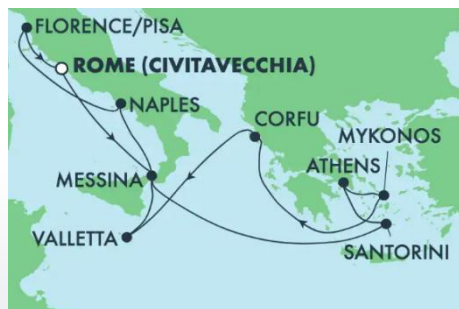 FLORENCE/PISA
ROME (CIVITAVECCHIA)
NAPLES
CORFU
MYKONOS
ATHENS
MESSINA
VALLETTA
SANTORINI